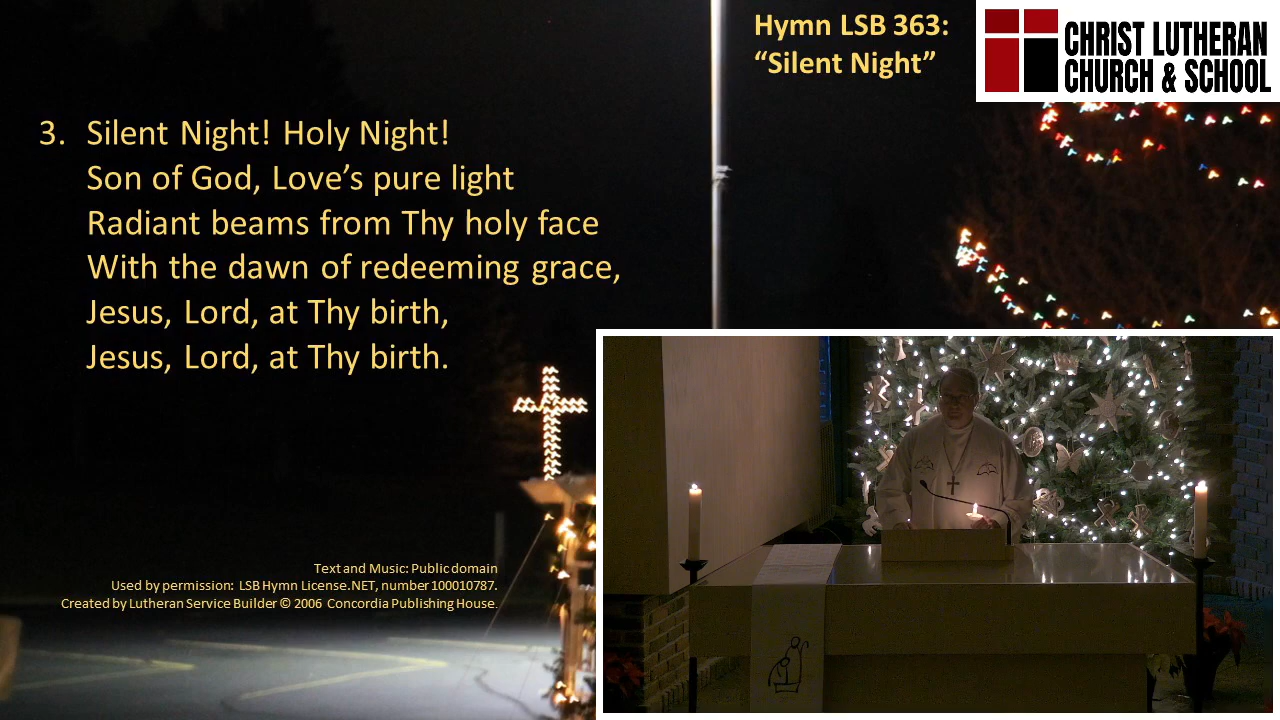 Hymn LSB 363:
“Silent Night”
CHRIST LUTHERAN
CHURCH & SCHOOL
3. Silent Night! Holy Night!
Son of God, Love’s pure light
Radiant beams from Thy holy face
With the dawn of redeeming grace,
Jesus, Lord, at Thy birth,
Jesus, Lord, at Thy birth.
Text and Music: Public domain
Used by permission: LSB Hymn License.NET, number 100010787.
Created by Lutheran Service Builder © 2006 Concordia Publishing House.